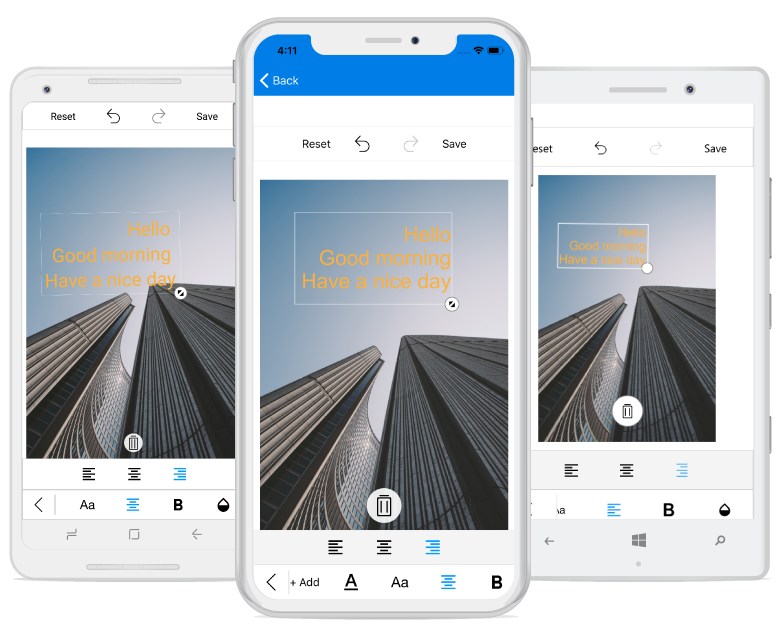 Reset
Save
Hello
Good morning
Have a nice day
Aa
B
4:11
Back
Reset
Save
Hello
Good morning
Have a nice day
+ Add
A
Aa
B
eset
Save
Hello
Good morning
Have a nice day
Aa
B